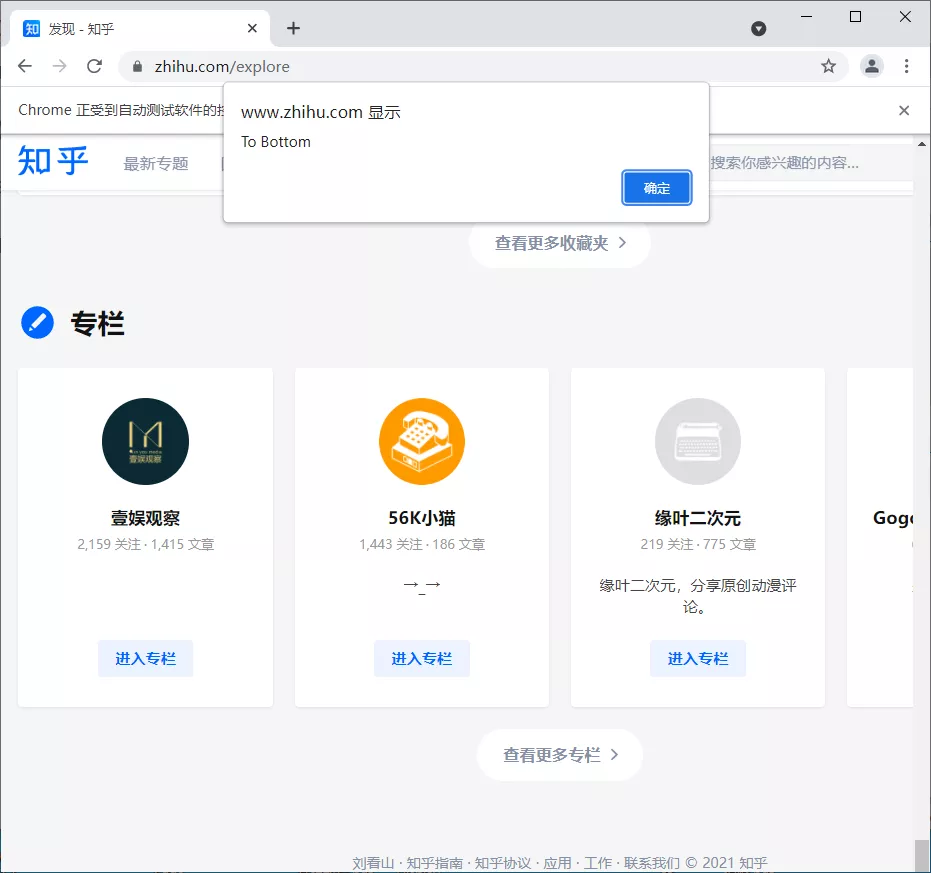 发现 - 知乎
zhihu.com/explore
Chrome 正受到自动测试软件的
www.zhihu.com 显示
To Bottom
确定
知乎
最新专题
搜索你感兴趣的内容...
查看更多收藏夹 >
专栏
壹娱观察
壹娱观察
2,159 关注 · 1,415 文章
进入专栏
56K小猫
1,443 关注 · 186 文章
→_→
进入专栏
缘叶二次元
219 关注 · 775 文章
缘叶二次元，分享原创动漫评
论。
进入专栏
Gog
查看更多专栏 >
刘看山 · 知乎指南 · 知乎协议 · 应用 · 工作 · 联系我们 © 2021 知乎